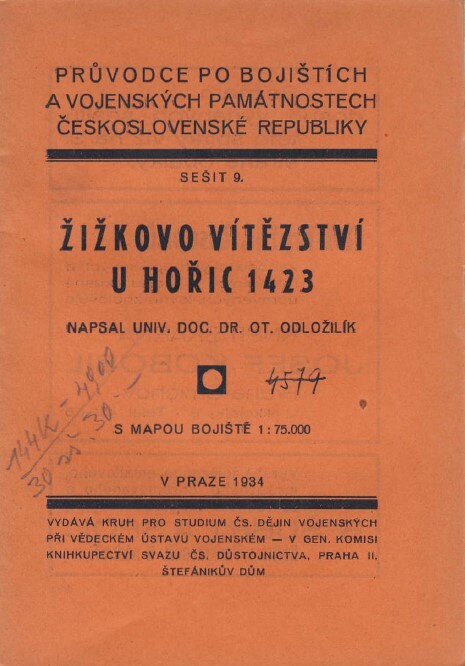 PRŮVODCE PO BOJIŠTÍCH
A VOJENSKÝCH PAMÁTNOSTECH
ČESKOSLOVENSKÉ REPUBLIKY
SEŠIT 9.
ŽIŽKOVO VÍTĚZSTVÍ
U HOŘIC 1423
NAPSAL UNIV. DOC. DR. OT. ODLOŽILÍK
4579
S MAPOU BOJIŠTĚ 1:75.000
V PRAZE 1934
VYDÁVÁ KRUH PRO STUDIUM ČS. DĚJIN VOJENSKÝCH
PŘI VĚDECKÉM ÚSTAVU VOJENSKÉM — V GEN. KOMISI
KNIHKUPECTVÍ SVAZU ČS. DŮSTOJNICTVA, PRAHA II,
ŠTEFÁNIKŮV DŮM